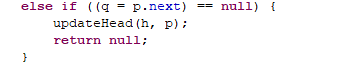 else if ((q = p.next) == null) {
updateHead(h, p);
return null;
}